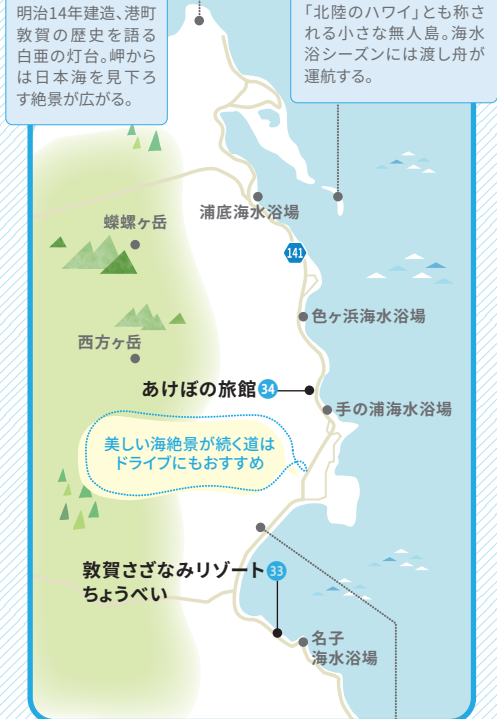 明治14年建造、港町
敦賀の歴史を語る
白亜の灯台。岬から
は日本海を見下ろ
す絶景が広がる。
「北陸のハワイ」とも称さ
れる小さな無人島。海水
浴シーズンには渡し舟が
運航する。
浦底海水浴場
蠑螺ヶ岳
141
色ヶ浜海水浴場
西方ヶ岳
あけぼの旅館34
手の浦海水浴場
美しい海絶景が続く道は
ドライブにもおすすめ
敦賀さざなみリゾート33
ちょうべい
名子
海水浴場